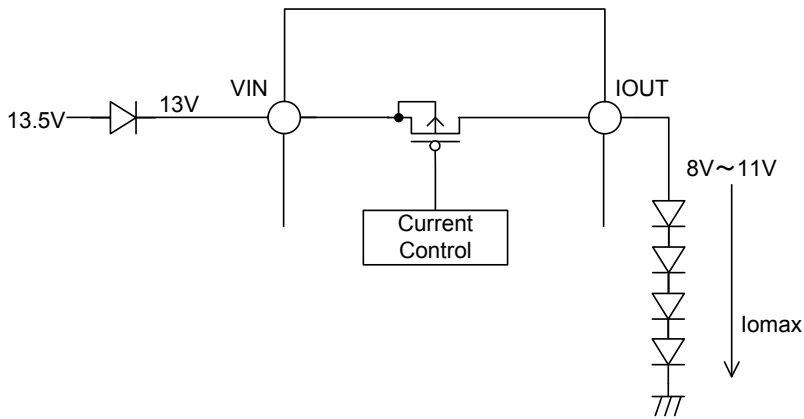 VIN
IOUT
13.5V
13V
8V～11V
Current
Control
Iomax